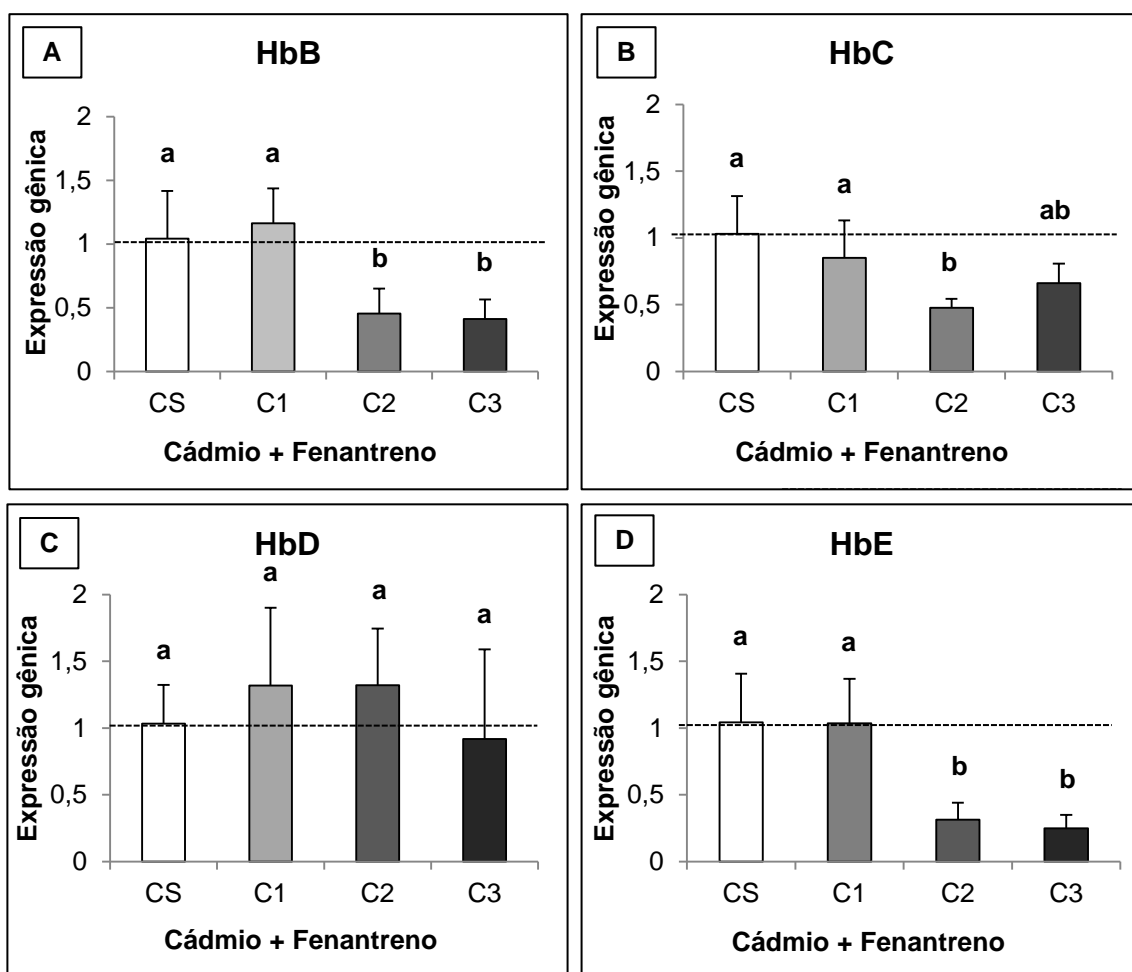 A
HbB
Expressão gênica
2
1,5
1
0,5
0
a
a
b
b
CS C1 C2 C3
Cádmio + Fenantreno
B
HbC
Expressão gênica
2
1,5
1
0,5
0
a
a
b
ab
CS C1 C2 C3
Cádmio + Fenantreno
C
HbD
Expressão gênica
2
1,5
1
0,5
0
a
a
a
a
CS C1 C2 C3
Cádmio + Fenantreno
D
HbE
Expressão gênica
2
1,5
1
0,5
0
a
a
b
b
CS C1 C2 C3
Cádmio + Fenantreno